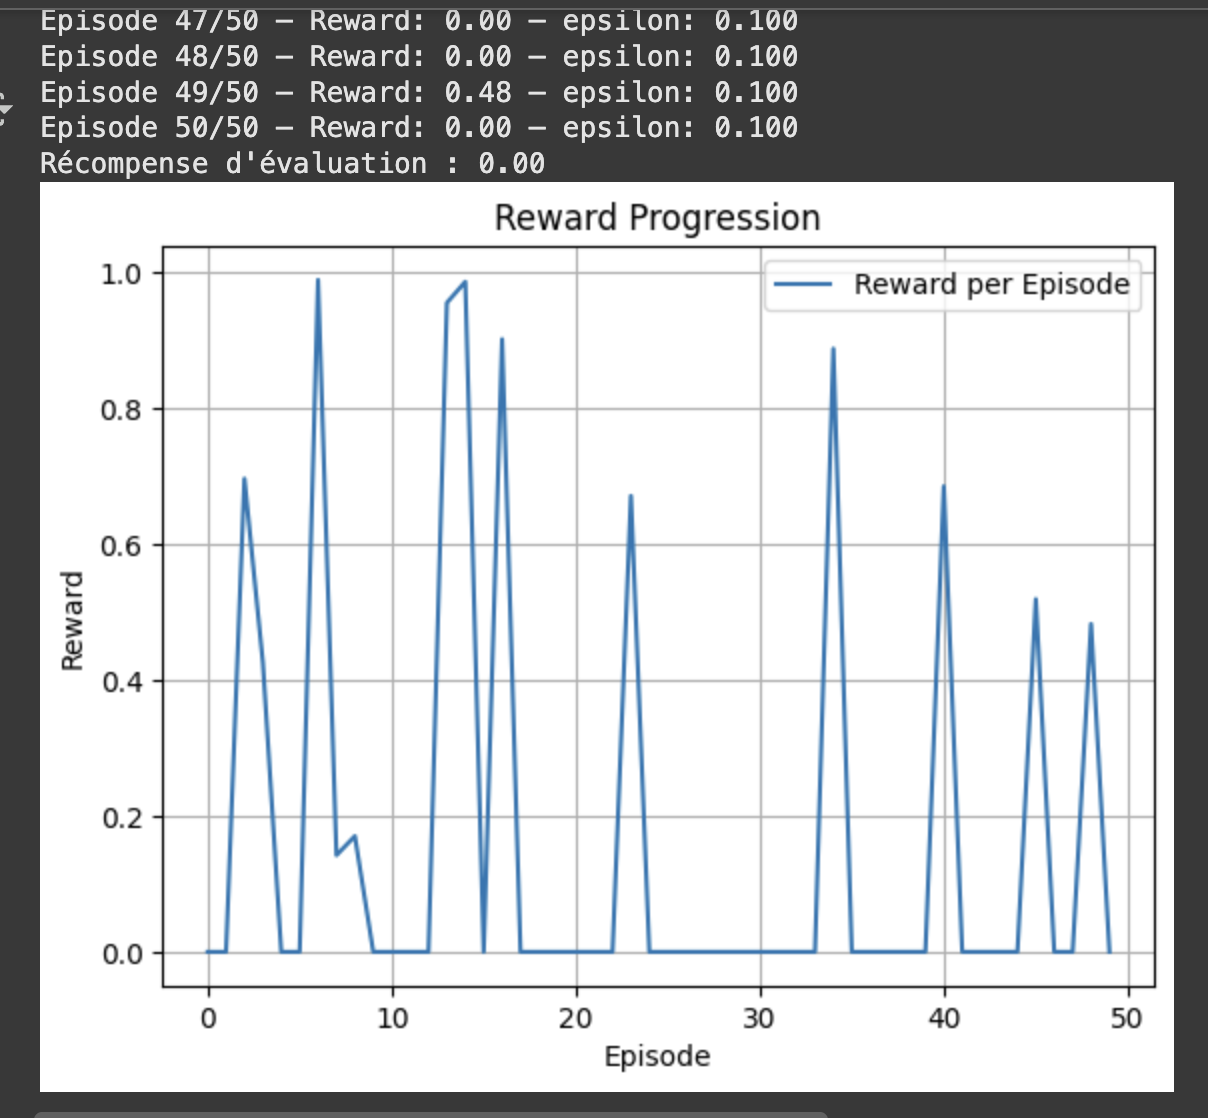 Episode 47/50 – Reward: 0.00 – epsilon: 0.100
Episode 48/50 – Reward: 0.00 – epsilon: 0.100
Episode 49/50 – Reward: 0.48 – epsilon: 0.100
Episode 50/50 – Reward: 0.00 – epsilon: 0.100
Récompense d'évaluation : 0.00
Reward Progression
Reward per Episode
1.0
0.8
0.6
0.4
0.2
0.0
Reward
0 10 20 30 40 50
Episode